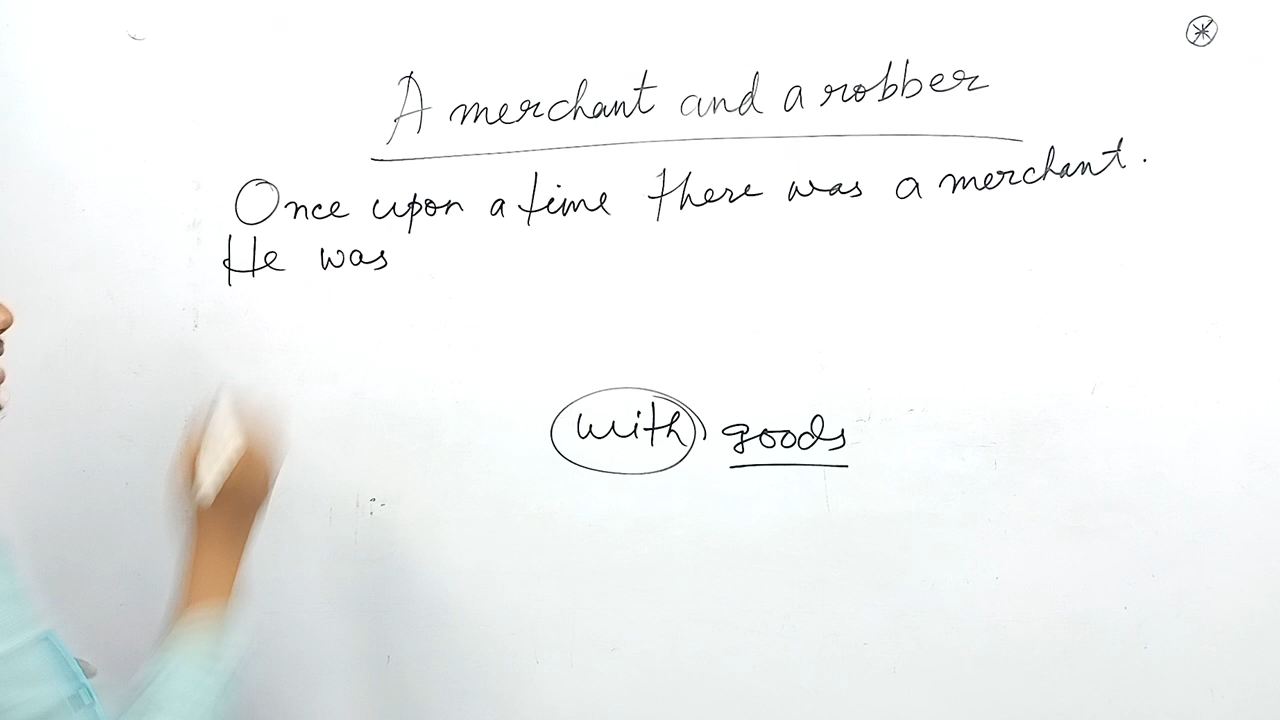 A merchant and a robber
Once upon a time there was a merchant.
He was
with goods